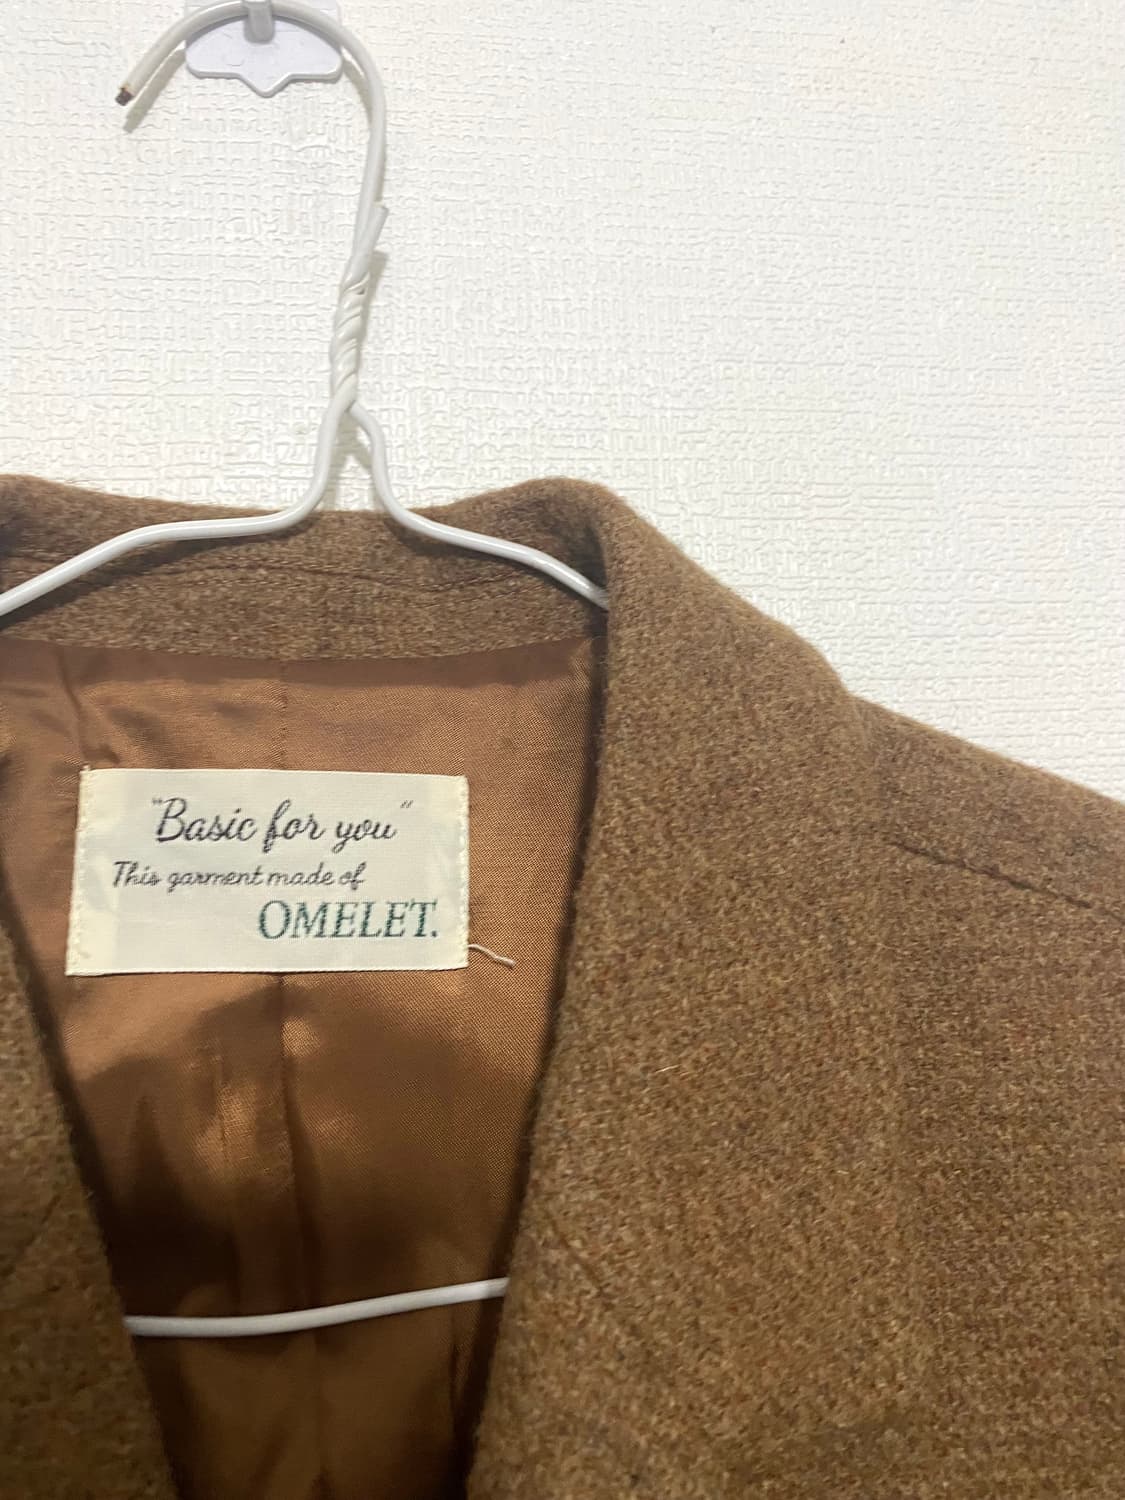 "Basic for you"
This garment made of
OMELET.